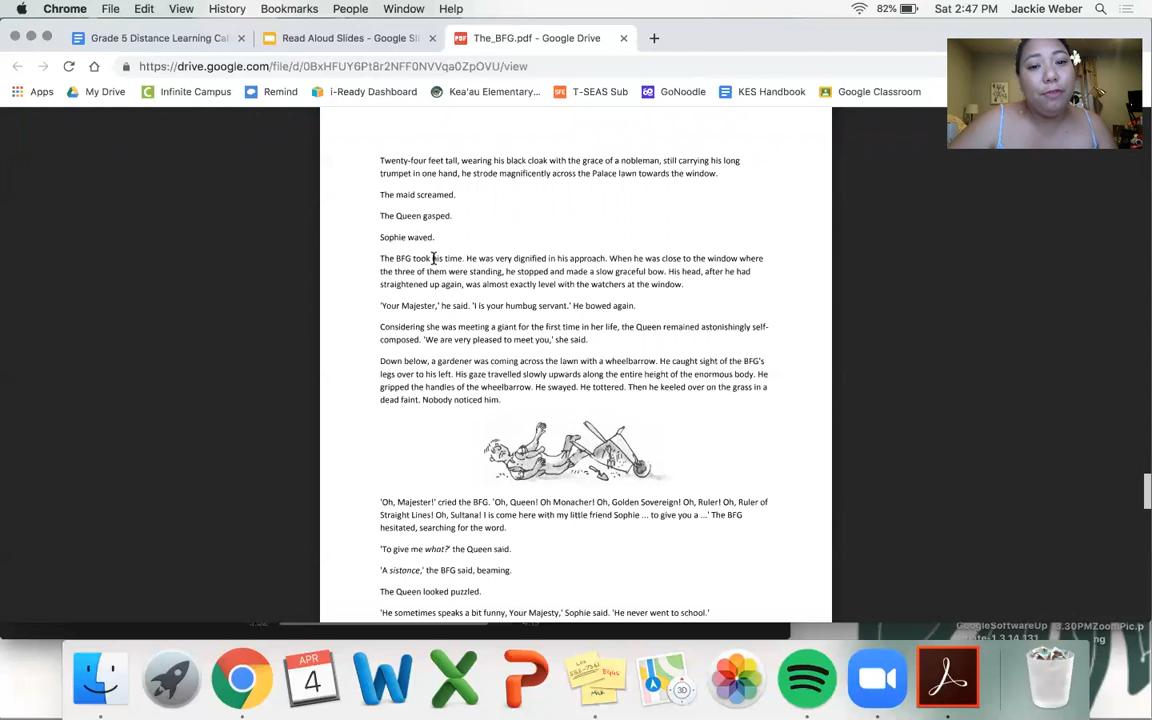 Chrome File Edit View History Bookmarks People Window Help 82% Sat 2:47 PM Jackie Weber
Grade 5 Distance Learning Cal Read Aloud Slides - Google Sli The_BFG.pdf - Google Drive
https://drive.google.com/file/d/0BxHFUY6Pt8r2NFF0NVVqa0ZpOVU/view
Apps My Drive Infinite Campus Remind i-Ready Dashboard Kea'au Elementary... T-SEAS Sub GoNoodle KES Handbook Google Classroom
Twenty-four feet tall, wearing his black cloak with the grace of a nobleman, still carrying his long
trumpet in one hand, he strode magnificently across the Palace lawn towards the window.
The maid screamed.
The Queen gasped.
Sophie waved.
The BFG took his time. He was very dignified in his approach. When he was close to the window where
the three of them were standing, he stopped and made a slow graceful bow. His head, after he had
straightened up again, was almost exactly level with the watchers at the window.
'Your Majester,' he said. 'I is your humbug servant.' He bowed again.
Considering she was meeting a giant for the first time in her life, the Queen remained astonishingly self-
composed. 'We are very pleased to meet you,' she said.
Down below, a gardener was coming across the lawn with a wheelbarrow. He caught sight of the BFG's
legs over to his left. His gaze travelled slowly upwards along the entire height of the enormous body. He
gripped the handles of the wheelbarrow. He swayed. He tottered. Then he keeled over on the grass in a
dead faint. Nobody noticed him.
'Oh, Majester!' cried the BFG. 'Oh, Queen! Oh Monacher! Oh, Golden Sovereign! Oh, Ruler! Oh, Ruler of
Straight Lines! Oh, Sultana! I is come here with my little friend Sophie ... to give you a ...' The BFG
hesitated, searching for the word.
'To give me what?' the Queen said.
'A sistance,' the BFG said, beaming.
The Queen looked puzzled.
'He sometimes speaks a bit funny, Your Majesty,' Sophie said. 'He never went to school.'
GoogleSoftwareUp 3.30PMZoomPic.p
date-1.3.14.131 ng
APR
4
3D